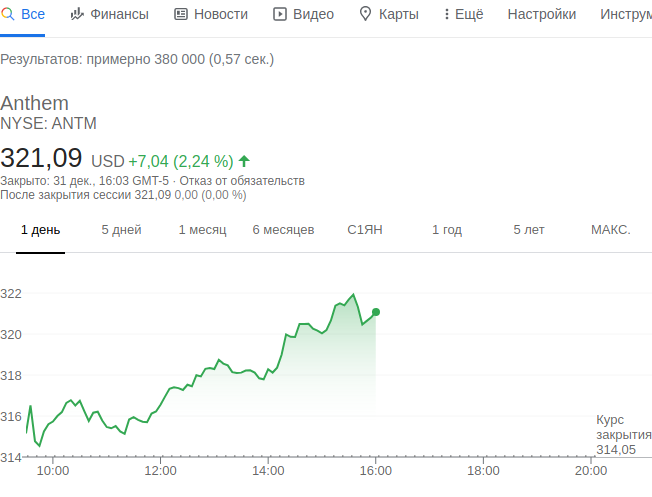 Все Финансы Новости Видео Карты Ещё Настройки Инструм
Результатов: примерно 380 000 (0,57 сек.)
Anthem
NYSE: ANTM
321,09 USD +7,04 (2,24 %)
Закрыто: 31 дек., 16:03 GMT-5 · Отказ от обязательств
После закрытия сессии 321,09 0,00 (0,00 %)
1 день 5 дней 1 месяц 6 месяцев С1ЯН 1 год 5 лет МАКС.
322
320
318
316
Курс
закрытия
314,05
314
10:00 12:00 14:00 16:00 18:00 20:00